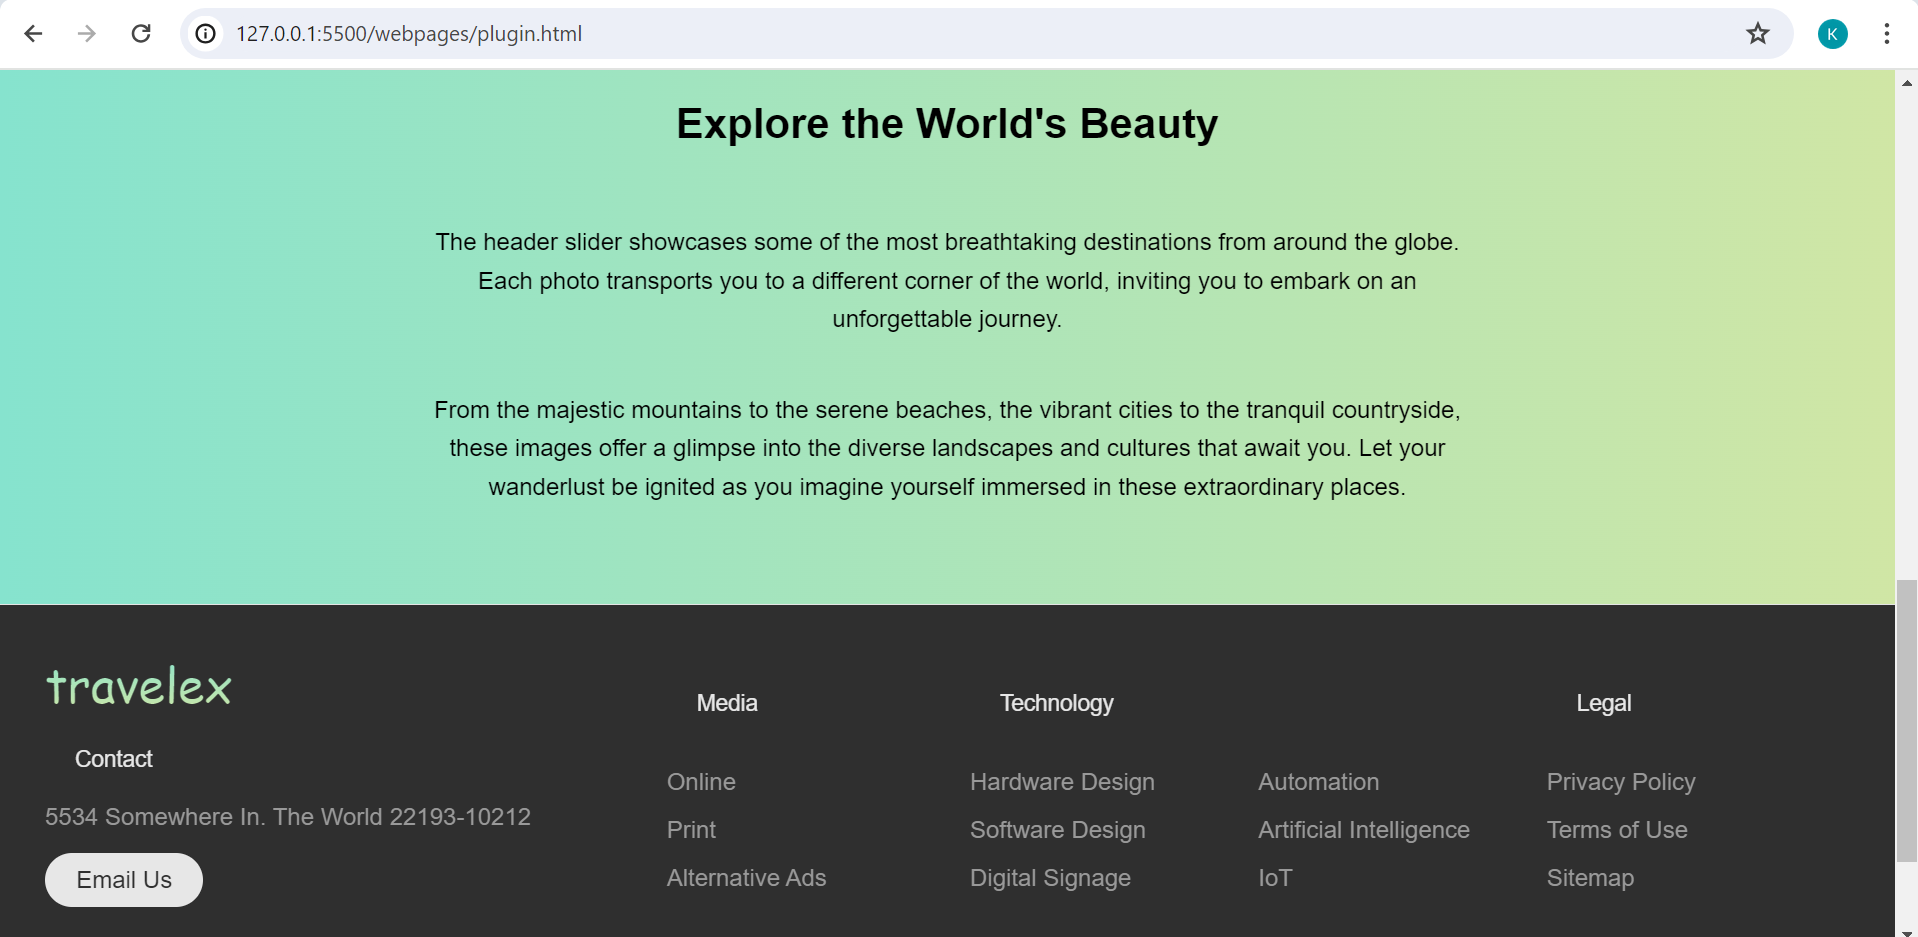 127.0.0.1:5500/webpages/plugin.html
K
Explore the World's Beauty
The header slider showcases some of the most breathtaking destinations from around the globe.
Each photo transports you to a different corner of the world, inviting you to embark on an
unforgettable journey.
From the majestic mountains to the serene beaches, the vibrant cities to the tranquil countryside,
these images offer a glimpse into the diverse landscapes and cultures that await you. Let your
wanderlust be ignited as you imagine yourself immersed in these extraordinary places.
travelex
Contact
5534 Somewhere In. The World 22193-10212
Email Us
Media
Online
Print
Alternative Ads
Technology
Hardware Design
Software Design
Digital Signage
Automation
Artificial Intelligence
IoT
Legal
Privacy Policy
Terms of Use
Sitemap